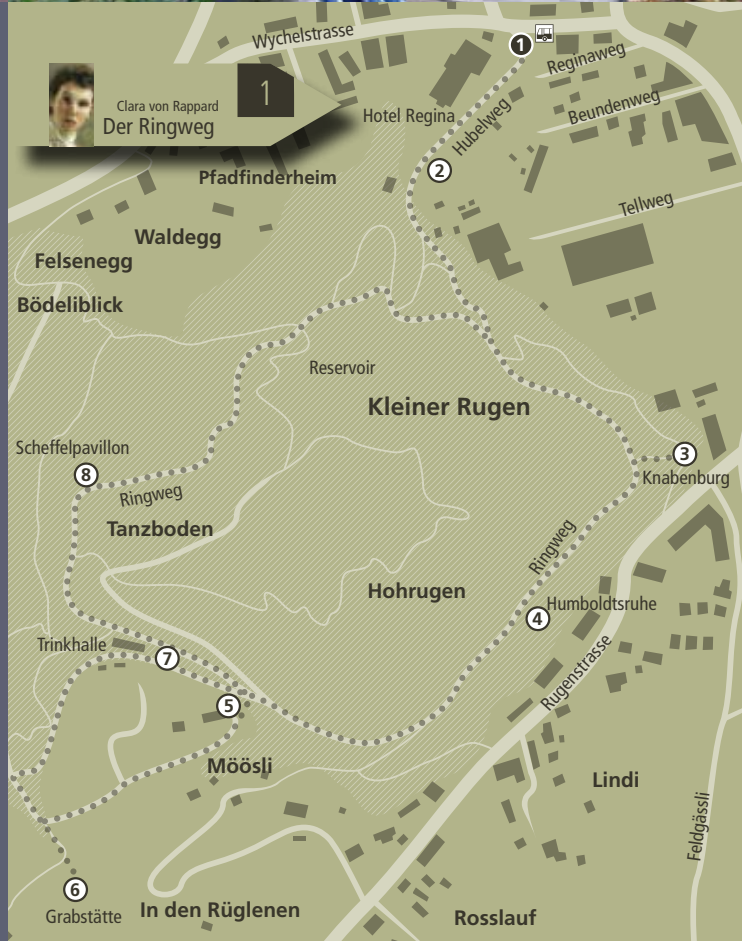 Wychelstrasse
1
Reginaweg
Clara von Rappard
Der Ringweg
1
Hotel Regina
Hubelweg
Beundenweg
2
Pfadfinderheim
Tellweg
Waldegg
Felsenegg
Bödeliblick
Reservoir
Kleiner Rugen
Scheffelpavillon
8
3
Knabenburg
Ringweg
Tanzboden
Ringweg
Hohrugen
Humboldtsruhe
4
Trinkhalle
7
Rugenstrasse
5
Möösli
Lindi
Feldgässli
6
Grabstätte
In den Rüglenen
Rosslauf